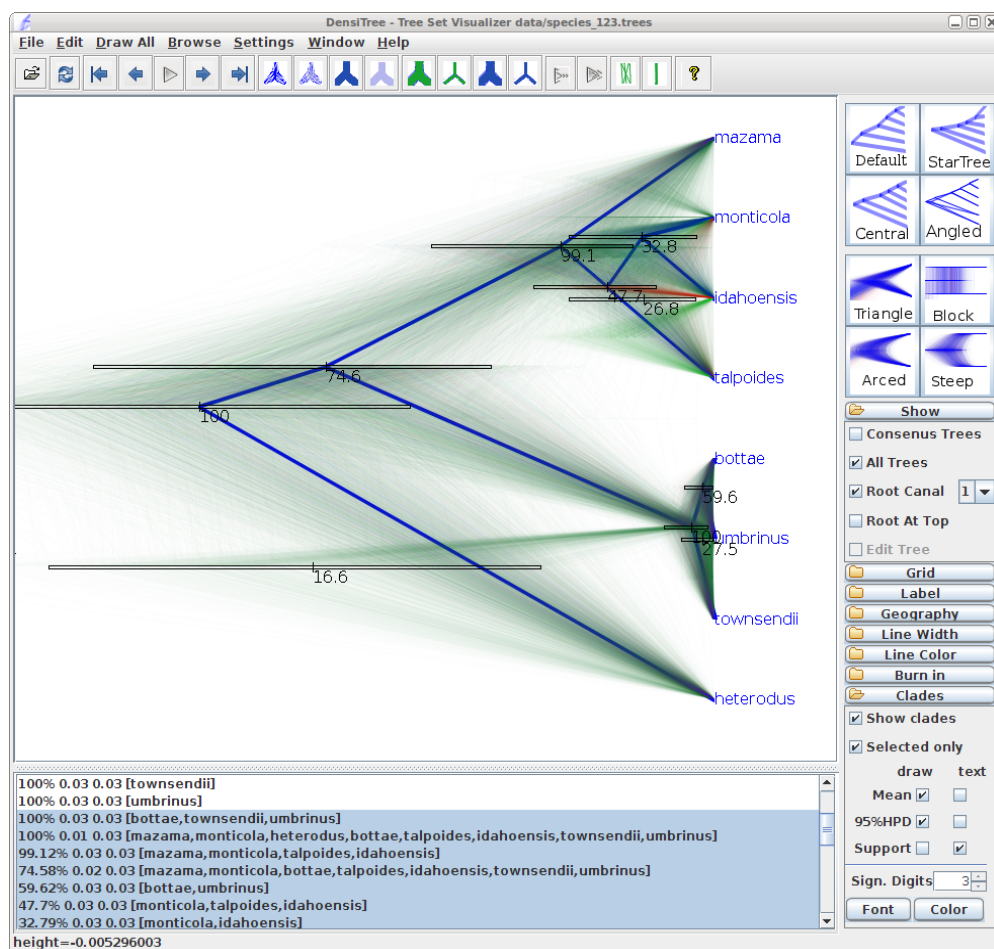 DensiTree - Tree Set Visualizer data/species_123.trees
File Edit Draw All Browse Settings Window Help
?
mazama
monticola
32.8
99.1
47.7
idahoensis
26.8
talpoides
74.6
100
bottae
59.6
100
umbrinus
27.5
16.6
townsendii
heterodus
Default StarTree
Central Angled
Triangle Block
Arced Steep
Show
Consenus Trees
All Trees
Root Canal 1
Root At Top
Edit Tree
Grid
Label
Geography
Line Width
Line Color
Burn in
Clades
Show clades
Selected only
draw text
Mean
95%HPD
Support
Sign. Digits 3
Font Color
100% 0.03 0.03 [townsendii]
100% 0.03 0.03 [umbrinus]
100% 0.03 0.03 [bottae,townsendii,umbrinus]
100% 0.01 0.03 [mazama,monticola,heterodus,bottae,talpoides,idahoensis,townsendii,umbrinus]
99.12% 0.03 0.03 [mazama,monticola,talpoides,idahoensis]
74.58% 0.02 0.03 [mazama,monticola,bottae,talpoides,idahoensis,townsendii,umbrinus]
59.62% 0.03 0.03 [bottae,umbrinus]
47.7% 0.03 0.03 [monticola,talpoides,idahoensis]
32.79% 0.03 0.03 [monticola,idahoensis]
height=-0.005296003